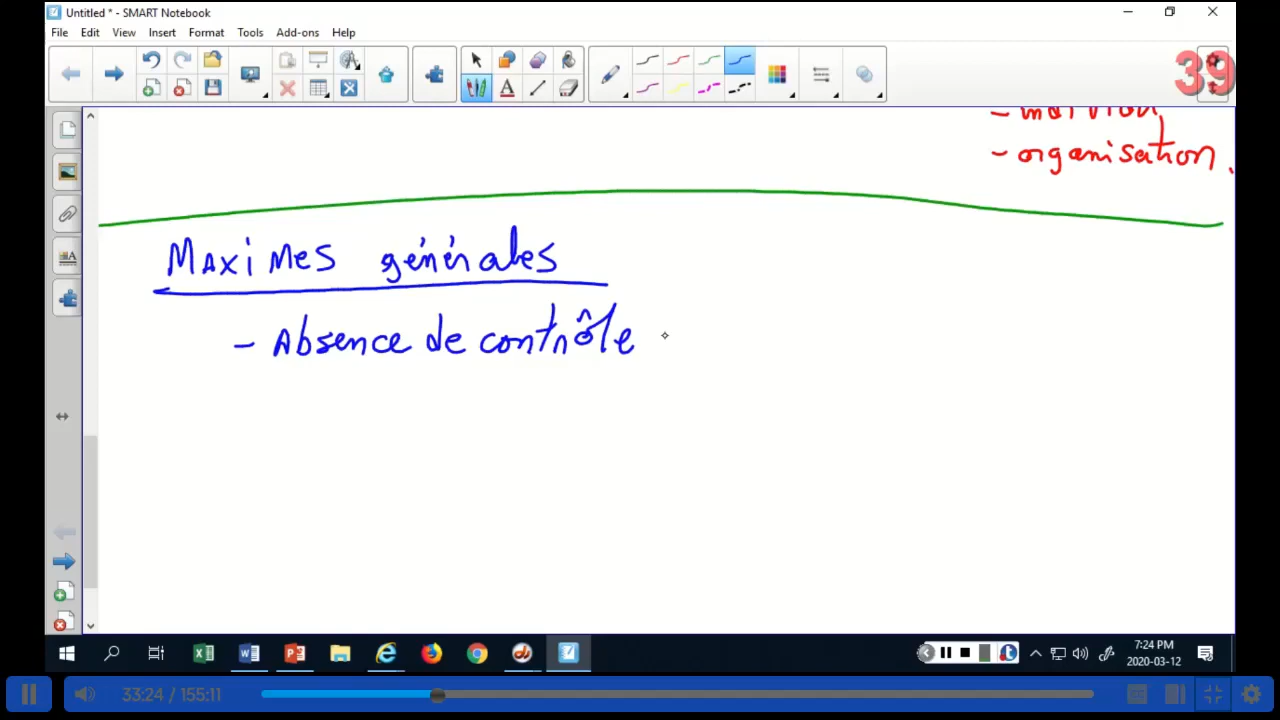 Untitled * - SMART Notebook
File Edit View Insert Format Tools Add-ons Help
39
- organisation.
Maximes générales
- Absence de contrôle
7:24 PM
2020-03-12
33:24 / 155:11